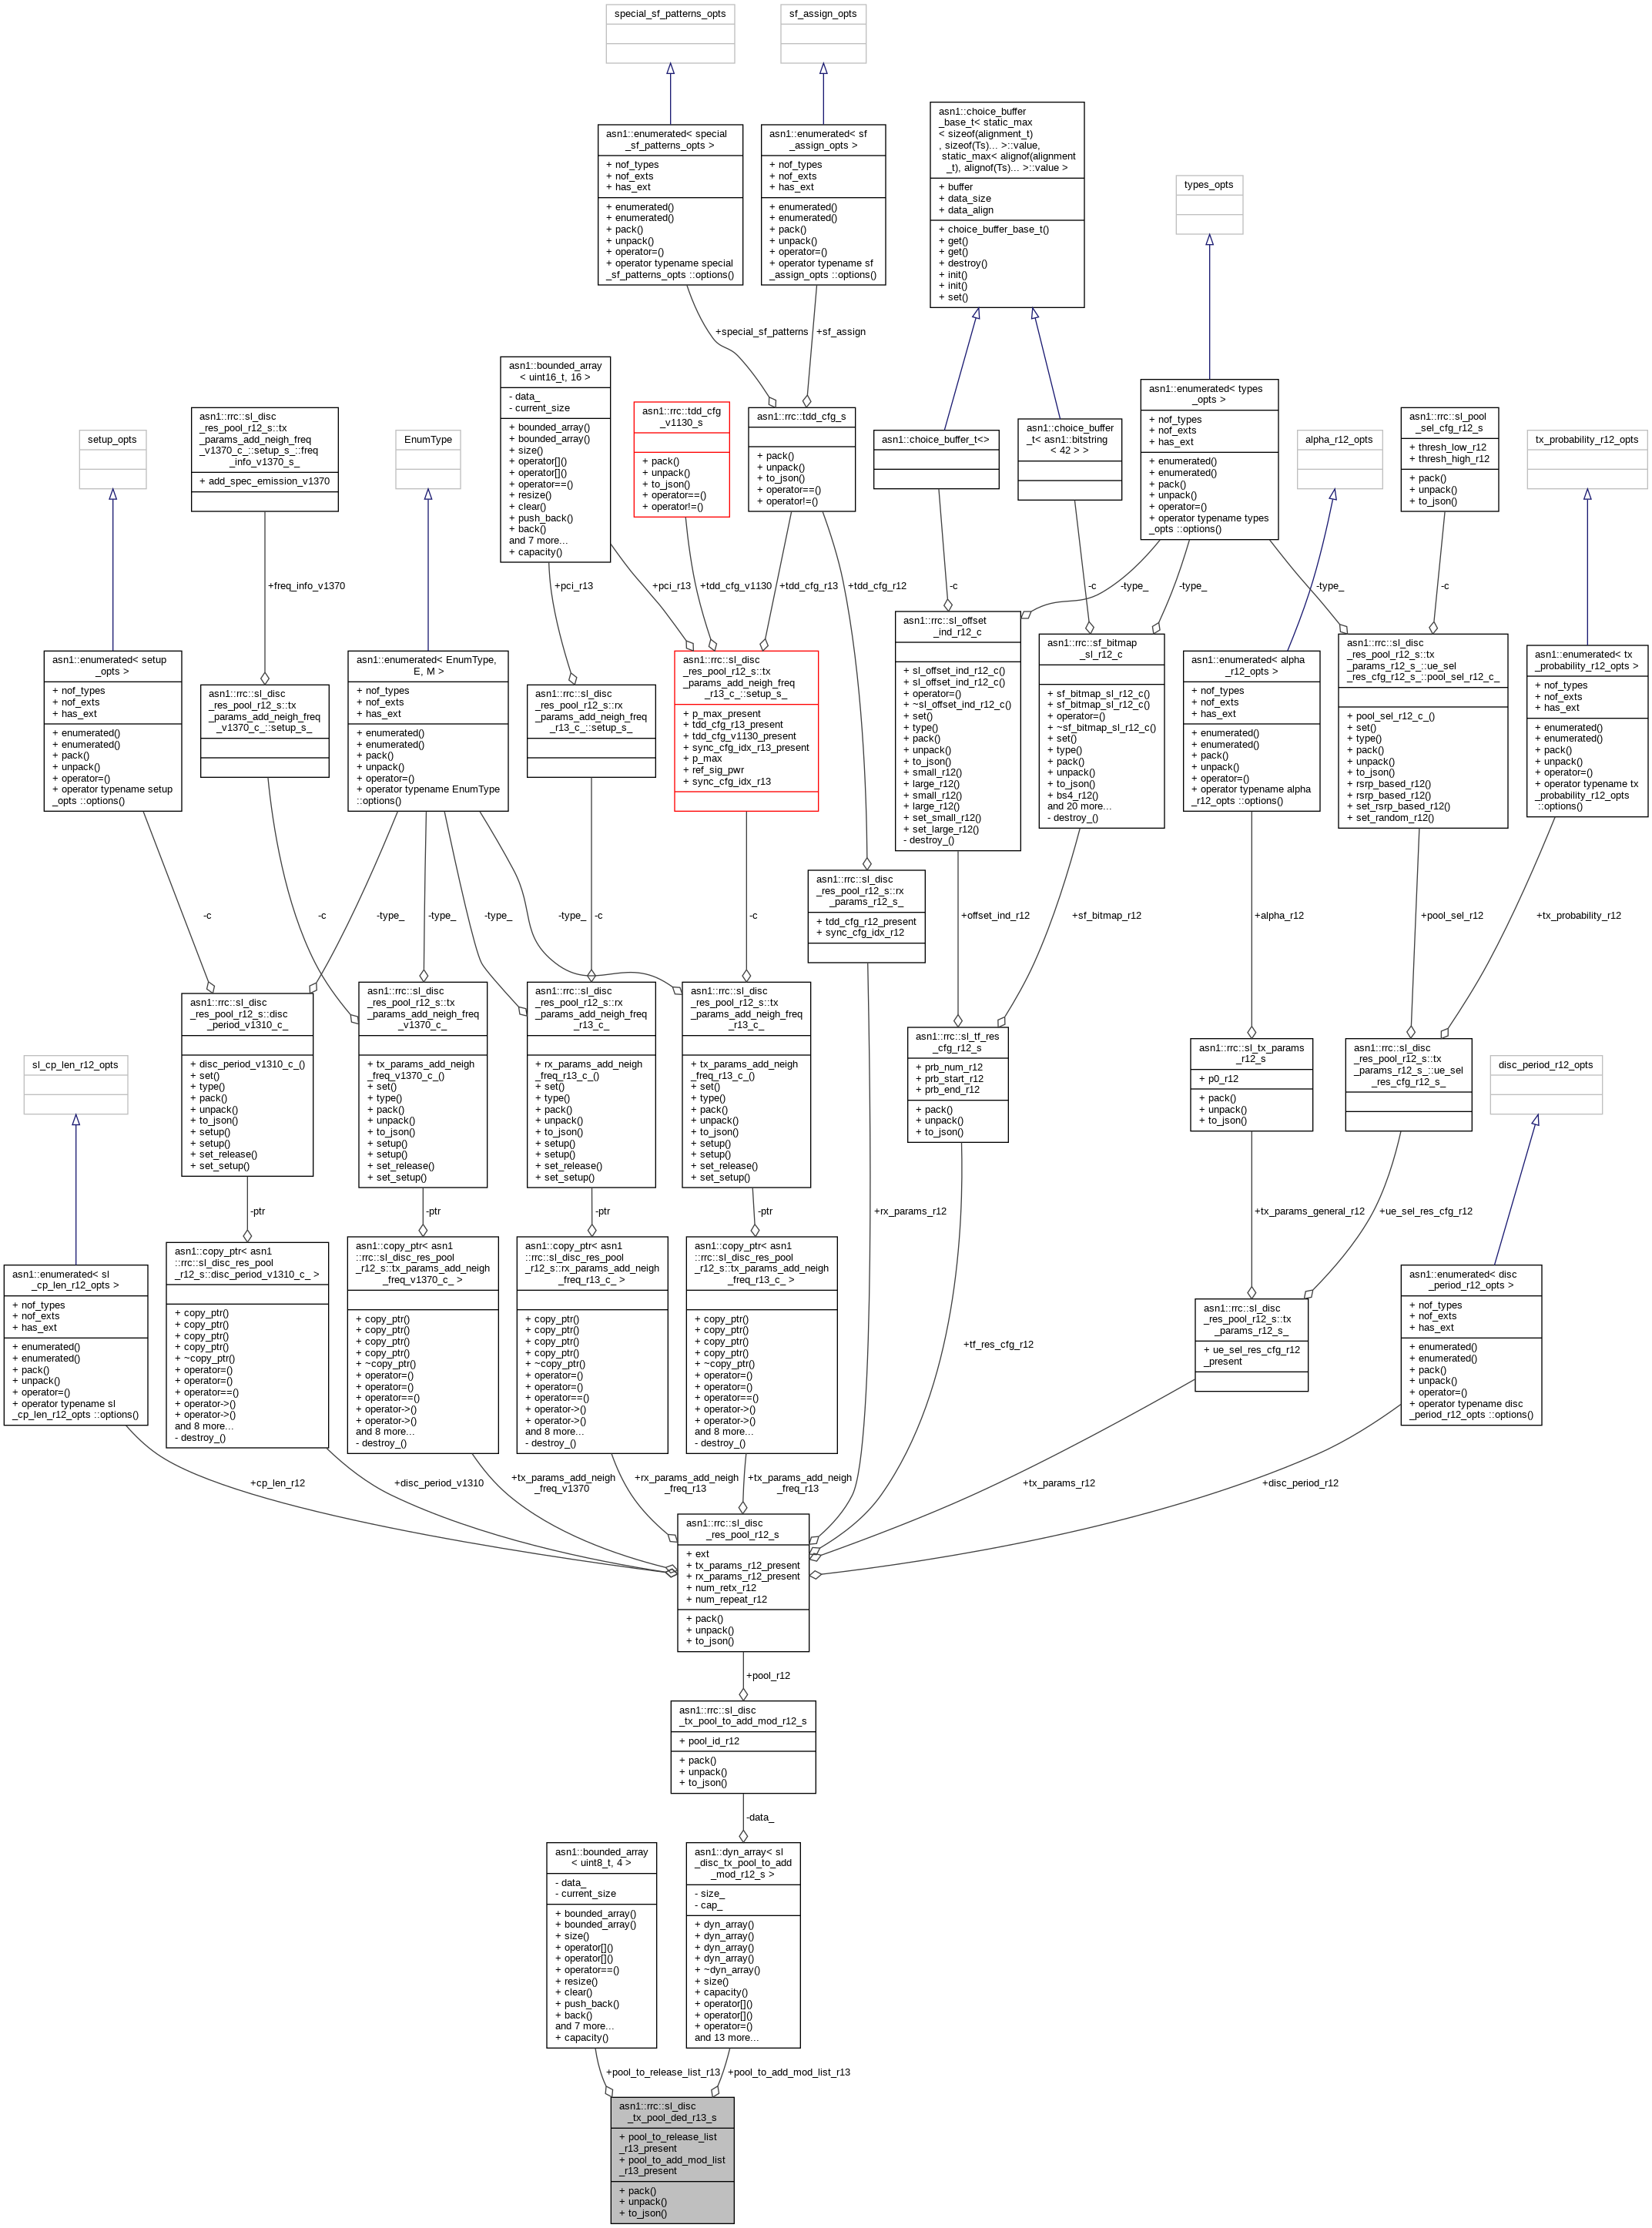 special_sf_patterns_opts
sf_assign_opts
asn1::enumerated< special
_sf_patterns_opts >
+ nof_types
+ nof_exts
+ has_ext
+ enumerated()
+ enumerated()
+ pack()
+ unpack()
+ operator=()
+ operator typename special
_sf_patterns_opts ::options()
asn1::enumerated< sf
_assign_opts >
+ nof_types
+ nof_exts
+ has_ext
+ enumerated()
+ enumerated()
+ pack()
+ unpack()
+ operator=()
+ operator typename sf
_assign_opts ::options()
asn1::choice_buffer
_base_t< static_max
< sizeof(alignment_t)
, sizeof(Ts)... >::value,
static_max< alignof(alignment
_t), alignof(Ts)... >::value >
+ buffer
+ data_size
+ data_align
+ choice_buffer_base_t()
+ get()
+ get()
+ destroy()
+ init()
+ init()
+ set()
types_opts
+special_sf_patterns
+sf_assign
asn1::rrc::sl_disc
_res_pool_r12_s::tx
_params_add_neigh_freq
_v1370_c_::setup_s_::freq
_info_v1370_s_
+ add_spec_emission_v1370
setup_opts
EnumType
asn1::bounded_array
< uint16_t, 16 >
- data_
- current_size
+ bounded_array()
+ bounded_array()
+ size()
+ operator[]()
+ operator[]()
+ operator==()
+ resize()
+ clear()
+ push_back()
+ back()
and 7 more...
+ capacity()
asn1::rrc::tdd_cfg
_v1130_s
+ pack()
+ unpack()
+ to_json()
+ operator==()
+ operator!=()
asn1::rrc::tdd_cfg_s
+ pack()
+ unpack()
+ to_json()
+ operator==()
+ operator!=()
asn1::choice_buffer_t<>
asn1::choice_buffer
_t< asn1::bitstring
< 42 > >
asn1::enumerated< types
_opts >
+ nof_types
+ nof_exts
+ has_ext
+ enumerated()
+ enumerated()
+ pack()
+ unpack()
+ operator=()
+ operator typename types
_opts ::options()
alpha_r12_opts
asn1::rrc::sl_pool
_sel_cfg_r12_s
+ thresh_low_r12
+ thresh_high_r12
+ pack()
+ unpack()
+ to_json()
tx_probability_r12_opts
+freq_info_v1370
+pci_r13
+pci_r13
+tdd_cfg_v1130
+tdd_cfg_r13
+tdd_cfg_r12
-c
-c
-type_
-type_
-type_
-c
asn1::enumerated< setup
_opts >
+ nof_types
+ nof_exts
+ has_ext
+ enumerated()
+ enumerated()
+ pack()
+ unpack()
+ operator=()
+ operator typename setup
_opts ::options()
asn1::rrc::sl_disc
_res_pool_r12_s::tx
_params_add_neigh_freq
_v1370_c_::setup_s_
asn1::enumerated< EnumType,
E, M >
+ nof_types
+ nof_exts
+ has_ext
+ enumerated()
+ enumerated()
+ pack()
+ unpack()
+ operator=()
+ operator typename EnumType
::options()
asn1::rrc::sl_disc
_res_pool_r12_s::rx
_params_add_neigh_freq
_r13_c_::setup_s_
asn1::rrc::sl_disc
_res_pool_r12_s::tx
_params_add_neigh_freq
_r13_c_::setup_s_
+ p_max_present
+ tdd_cfg_r13_present
+ tdd_cfg_v1130_present
+ sync_cfg_idx_r13_present
+ p_max
+ ref_sig_pwr
+ sync_cfg_idx_r13
asn1::rrc::sl_offset
_ind_r12_c
+ sl_offset_ind_r12_c()
+ sl_offset_ind_r12_c()
+ operator=()
+ ~sl_offset_ind_r12_c()
+ set()
+ type()
+ pack()
+ unpack()
+ to_json()
+ small_r12()
+ large_r12()
+ small_r12()
+ large_r12()
+ set_small_r12()
+ set_large_r12()
- destroy_()
asn1::rrc::sf_bitmap
_sl_r12_c
+ sf_bitmap_sl_r12_c()
+ sf_bitmap_sl_r12_c()
+ operator=()
+ ~sf_bitmap_sl_r12_c()
+ set()
+ type()
+ pack()
+ unpack()
+ to_json()
+ bs4_r12()
and 20 more...
- destroy_()
asn1::enumerated< alpha
_r12_opts >
+ nof_types
+ nof_exts
+ has_ext
+ enumerated()
+ enumerated()
+ pack()
+ unpack()
+ operator=()
+ operator typename alpha
_r12_opts ::options()
asn1::rrc::sl_disc
_res_pool_r12_s::tx
_params_r12_s_::ue_sel
_res_cfg_r12_s_::pool_sel_r12_c_
+ pool_sel_r12_c_()
+ set()
+ type()
+ pack()
+ unpack()
+ to_json()
+ rsrp_based_r12()
+ rsrp_based_r12()
+ set_rsrp_based_r12()
+ set_random_r12()
asn1::enumerated< tx
_probability_r12_opts >
+ nof_types
+ nof_exts
+ has_ext
+ enumerated()
+ enumerated()
+ pack()
+ unpack()
+ operator=()
+ operator typename tx
_probability_r12_opts
::options()
asn1::rrc::sl_disc
_res_pool_r12_s::rx
_params_r12_s_
+ tdd_cfg_r12_present
+ sync_cfg_idx_r12
-c
-c
-type_
-type_
-type_
-type_
-c
-c
+offset_ind_r12
+sf_bitmap_r12
+alpha_r12
+pool_sel_r12
+tx_probability_r12
asn1::rrc::sl_disc
_res_pool_r12_s::disc
_period_v1310_c_
+ disc_period_v1310_c_()
+ set()
+ type()
+ pack()
+ unpack()
+ to_json()
+ setup()
+ setup()
+ set_release()
+ set_setup()
asn1::rrc::sl_disc
_res_pool_r12_s::tx
_params_add_neigh_freq
_v1370_c_
+ tx_params_add_neigh
_freq_v1370_c_()
+ set()
+ type()
+ pack()
+ unpack()
+ to_json()
+ setup()
+ setup()
+ set_release()
+ set_setup()
asn1::rrc::sl_disc
_res_pool_r12_s::rx
_params_add_neigh_freq
_r13_c_
+ rx_params_add_neigh
_freq_r13_c_()
+ set()
+ type()
+ pack()
+ unpack()
+ to_json()
+ setup()
+ setup()
+ set_release()
+ set_setup()
asn1::rrc::sl_disc
_res_pool_r12_s::tx
_params_add_neigh_freq
_r13_c_
+ tx_params_add_neigh
_freq_r13_c_()
+ set()
+ type()
+ pack()
+ unpack()
+ to_json()
+ setup()
+ setup()
+ set_release()
+ set_setup()
asn1::rrc::sl_tf_res
_cfg_r12_s
+ prb_num_r12
+ prb_start_r12
+ prb_end_r12
+ pack()
+ unpack()
+ to_json()
asn1::rrc::sl_tx_params
_r12_s
+ p0_r12
+ pack()
+ unpack()
+ to_json()
asn1::rrc::sl_disc
_res_pool_r12_s::tx
_params_r12_s_::ue_sel
_res_cfg_r12_s_
sl_cp_len_r12_opts
disc_period_r12_opts
-ptr
-ptr
-ptr
-ptr
+rx_params_r12
+tx_params_general_r12
+ue_sel_res_cfg_r12
asn1::enumerated< sl
_cp_len_r12_opts >
+ nof_types
+ nof_exts
+ has_ext
+ enumerated()
+ enumerated()
+ pack()
+ unpack()
+ operator=()
+ operator typename sl
_cp_len_r12_opts ::options()
asn1::copy_ptr< asn1
::rrc::sl_disc_res_pool
_r12_s::disc_period_v1310_c_ >
+ copy_ptr()
+ copy_ptr()
+ copy_ptr()
+ copy_ptr()
+ ~copy_ptr()
+ operator=()
+ operator=()
+ operator==()
+ operator->()
+ operator->()
and 8 more...
- destroy_()
asn1::copy_ptr< asn1
::rrc::sl_disc_res_pool
_r12_s::tx_params_add_neigh
_freq_v1370_c_ >
+ copy_ptr()
+ copy_ptr()
+ copy_ptr()
+ copy_ptr()
+ ~copy_ptr()
+ operator=()
+ operator=()
+ operator==()
+ operator->()
+ operator->()
and 8 more...
- destroy_()
asn1::copy_ptr< asn1
::rrc::sl_disc_res_pool
_r12_s::rx_params_add_neigh
_freq_r13_c_ >
+ copy_ptr()
+ copy_ptr()
+ copy_ptr()
+ copy_ptr()
+ ~copy_ptr()
+ operator=()
+ operator=()
+ operator==()
+ operator->()
+ operator->()
and 8 more...
- destroy_()
asn1::copy_ptr< asn1
::rrc::sl_disc_res_pool
_r12_s::tx_params_add_neigh
_freq_r13_c_ >
+ copy_ptr()
+ copy_ptr()
+ copy_ptr()
+ copy_ptr()
+ ~copy_ptr()
+ operator=()
+ operator=()
+ operator==()
+ operator->()
+ operator->()
and 8 more...
- destroy_()
asn1::rrc::sl_disc
_res_pool_r12_s::tx
_params_r12_s_
+ ue_sel_res_cfg_r12
_present
asn1::enumerated< disc
_period_r12_opts >
+ nof_types
+ nof_exts
+ has_ext
+ enumerated()
+ enumerated()
+ pack()
+ unpack()
+ operator=()
+ operator typename disc
_period_r12_opts ::options()
+tf_res_cfg_r12
+cp_len_r12
+disc_period_v1310
+tx_params_add_neigh
_freq_v1370
+rx_params_add_neigh
_freq_r13
+tx_params_add_neigh
_freq_r13
+tx_params_r12
+disc_period_r12
asn1::rrc::sl_disc
_res_pool_r12_s
+ ext
+ tx_params_r12_present
+ rx_params_r12_present
+ num_retx_r12
+ num_repeat_r12
+ pack()
+ unpack()
+ to_json()
+pool_r12
asn1::rrc::sl_disc
_tx_pool_to_add_mod_r12_s
+ pool_id_r12
+ pack()
+ unpack()
+ to_json()
-data_
asn1::bounded_array
< uint8_t, 4 >
- data_
- current_size
+ bounded_array()
+ bounded_array()
+ size()
+ operator[]()
+ operator[]()
+ operator==()
+ resize()
+ clear()
+ push_back()
+ back()
and 7 more...
+ capacity()
asn1::dyn_array< sl
_disc_tx_pool_to_add
_mod_r12_s >
- size_
- cap_
+ dyn_array()
+ dyn_array()
+ dyn_array()
+ dyn_array()
+ ~dyn_array()
+ size()
+ capacity()
+ operator[]()
+ operator[]()
+ operator=()
and 13 more...
+pool_to_release_list_r13
+pool_to_add_mod_list_r13
asn1::rrc::sl_disc
_tx_pool_ded_r13_s
+ pool_to_release_list
_r13_present
+ pool_to_add_mod_list
_r13_present
+ pack()
+ unpack()
+ to_json()